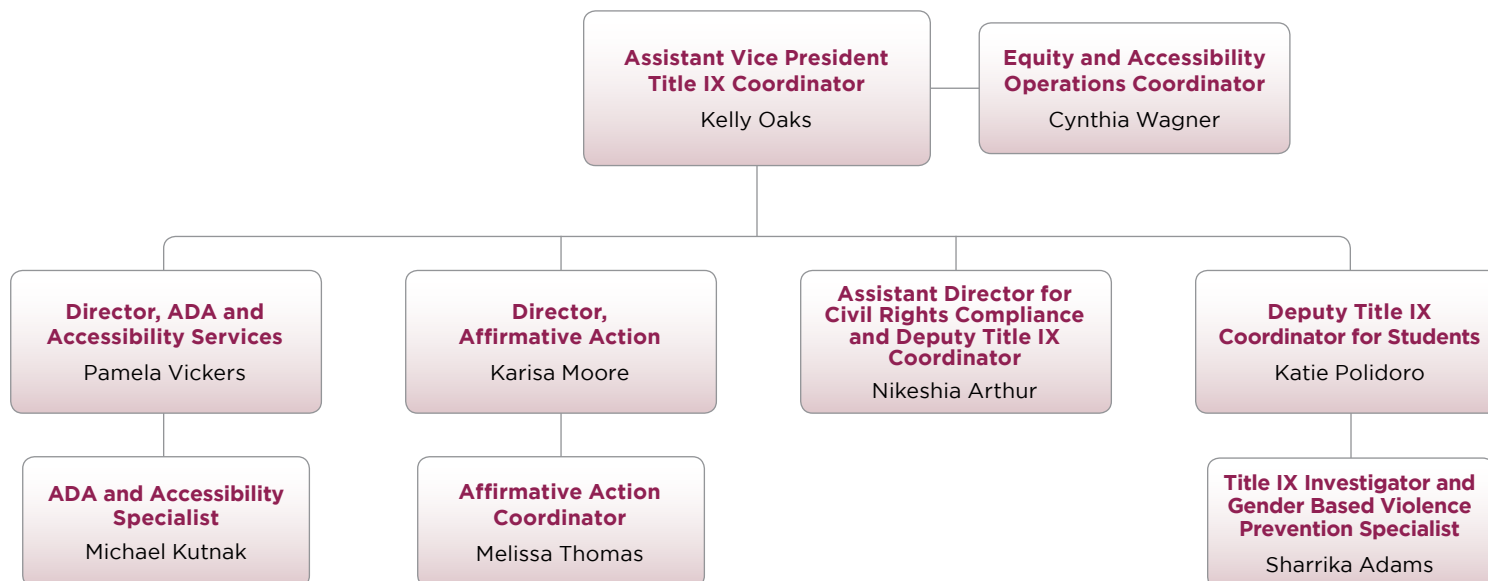 Assistant Vice President
Title IX Coordinator
Kelly Oaks
Equity and Accessibility
Operations Coordinator
Cynthia Wagner
Director, ADA and
Accessibility Services
Pamela Vickers
Director,
Affirmative Action
Karisa Moore
Assistant Director for
Civil Rights Compliance
and Deputy Title IX
Coordinator
Nikeshia Arthur
Deputy Title IX
Coordinator for Students
Katie Polidoro
ADA and Accessibility
Specialist
Michael Kutnak
Affirmative Action
Coordinator
Melissa Thomas
Title IX Investigator and
Gender Based Violence
Prevention Specialist
Sharrika Adams